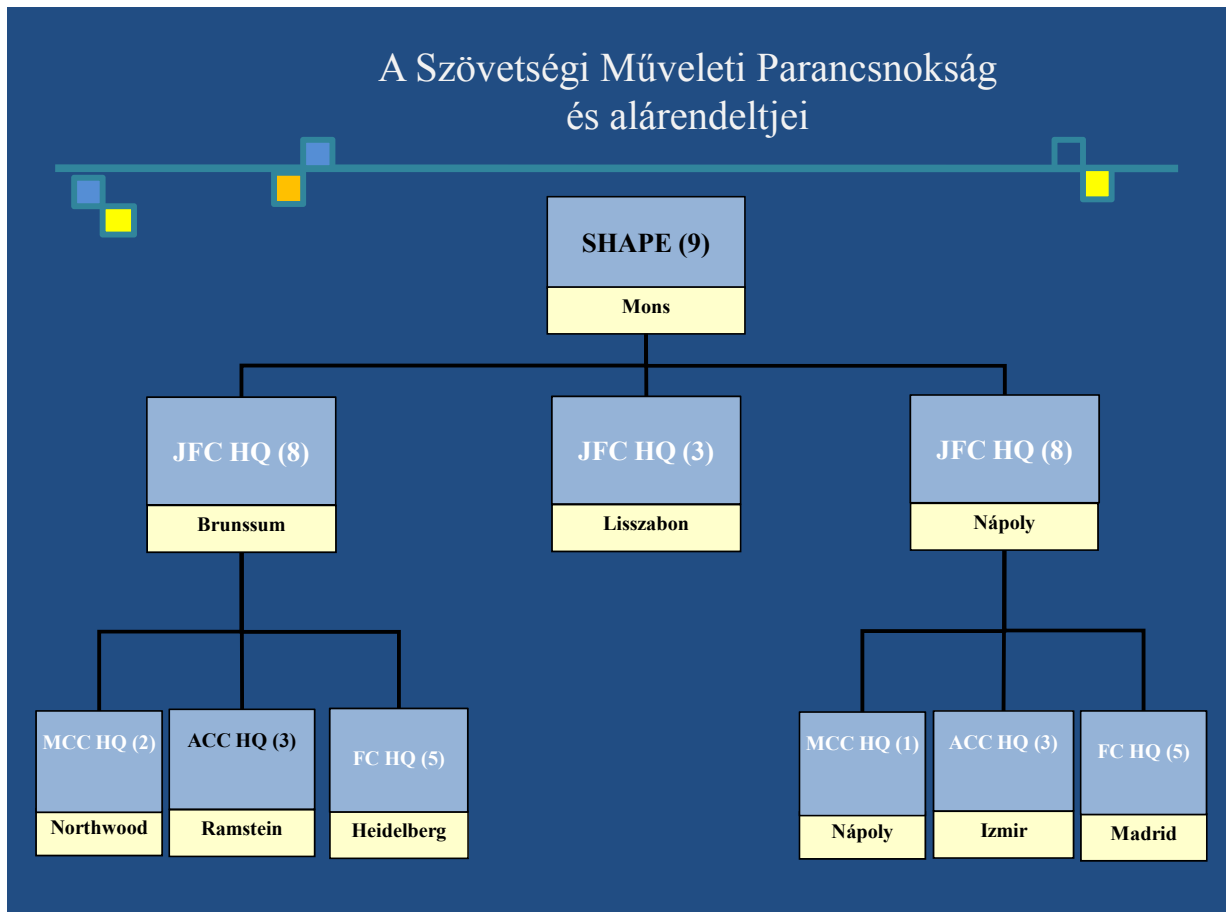 A Szövetségi Műveleti Parancsnokság
és alárendeltjei
SHAPE (9)
Mons
JFC HQ (8)
Brunssum
JFC HQ (3)
Lisszabon
JFC HQ (8)
Nápoly
MCC HQ (2)
Northwood
ACC HQ (3)
Ramstein
FC HQ (5)
Heidelberg
MCC HQ (1)
Nápoly
ACC HQ (3)
Izmir
FC HQ (5)
Madrid